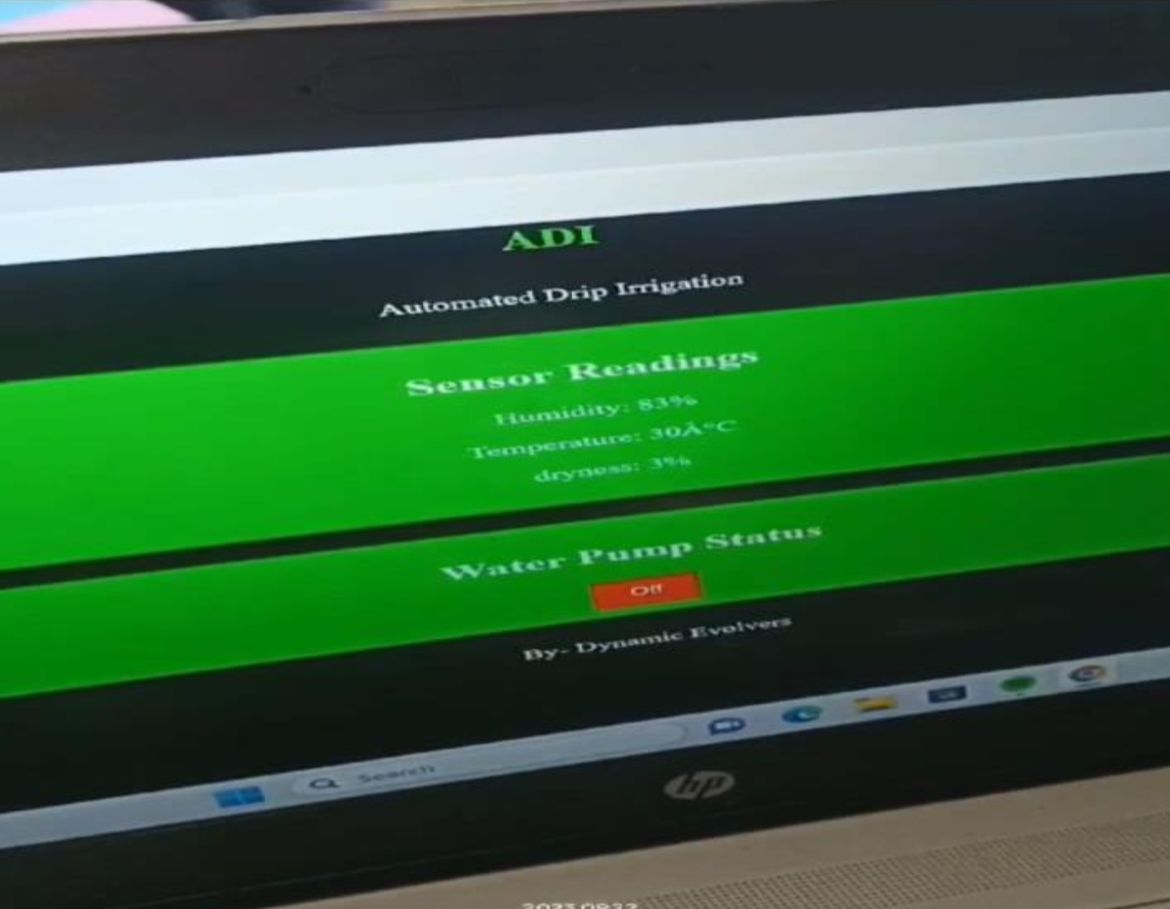 ADI
Automated Drip Irrigation
Sensor Readings
Humidity: 83%
Temperature: 30Â°C
dryness: 3%
Water Pump Status
Off
By- Dynamic Evolvers
Search
hp